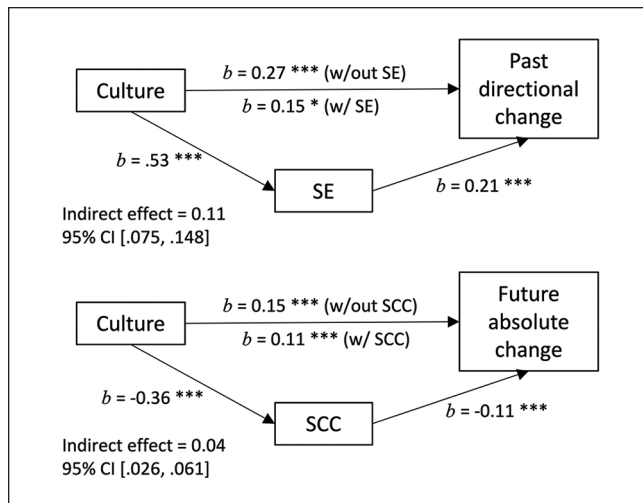 b = 0.27 *** (w/out SE)
Culture
b = 0.15 * (w/ SE)
Past
directional
change
b = .53 ***
SE
b = 0.21 ***
Indirect effect = 0.11
95% CI [.075, .148]
b = 0.15 *** (w/out SCC)
Culture
b = 0.11 *** (w/ SCC)
Future
absolute
change
b = -0.36 ***
SCC
b = -0.11 ***
Indirect effect = 0.04
95% CI [.026, .061]